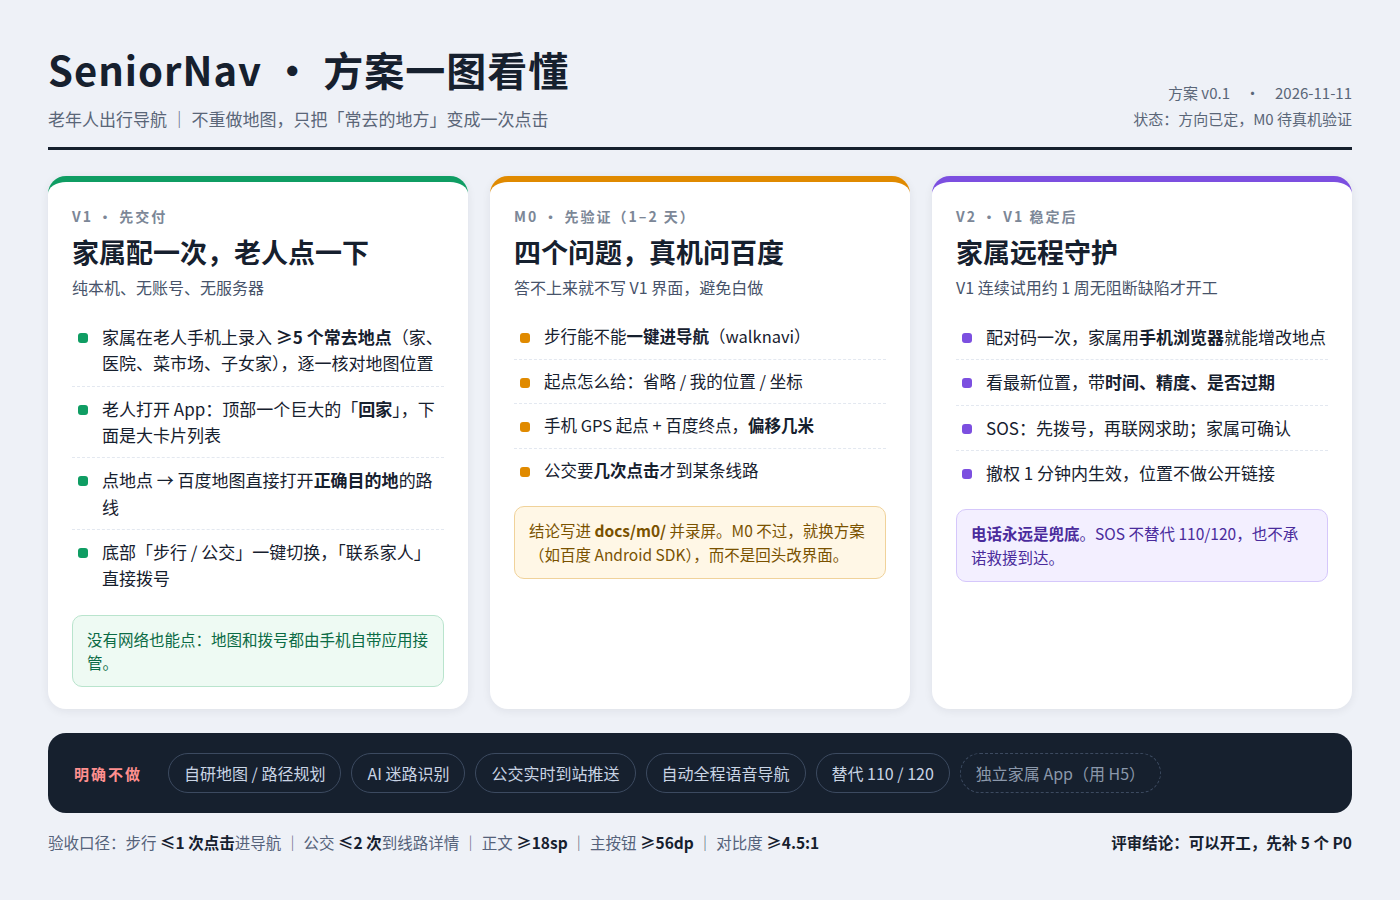 SeniorNav · 方案一图看懂
老年人出行导航｜不重做地图，只把「常去的地方」变成一次点击
方案 v0.1 · 2026-11-11
状态：方向已定，M0 待真机验证
V1 · 先交付
家属配一次，老人点一下
纯本机、无账号、无服务器
家属在老人手机上录入 ≥5 个常去地点（家、
医院、菜市场、子女家），逐一核对地图位置
老人打开 App：顶部一个巨大的「回家」，下
面是大卡片列表
点地点 → 百度地图直接打开正确目的地的路
线
底部「步行 / 公交」一键切换，「联系家人」
直接拨号
没有网络也能点：地图和拨号都由手机自带应用接
管。
M0 · 先验证（1–2 天）
四个问题，真机问百度
答不上来就不写 V1 界面，避免白做
步行能不能一键进导航（walknavi）
起点怎么给：省略 / 我的位置 / 坐标
手机 GPS 起点 + 百度终点，偏移几米
公交要几次点击才到某条线路
结论写进 docs/m0/ 并录屏。M0 不过，就换方案
（如百度 Android SDK），而不是回头改界面。
V2 · V1 稳定后
家属远程守护
V1 连续试用约 1 周无阻断缺陷才开工
配对码一次，家属用手机浏览器就能增改地点
看最新位置，带时间、精度、是否过期
SOS：先拨号，再联网求助；家属可确认
撤权 1 分钟内生效，位置不做公开链接
电话永远是兜底。SOS 不替代 110/120，也不承
诺救援到达。
明确不做
自研地图 / 路径规划
AI 迷路识别
公交实时到站推送
自动全程语音导航
替代 110 / 120
独立家属 App（用 H5）
验收口径：步行 ≤1 次点击进导航｜公交 ≤2 次到线路详情｜正文 ≥18sp｜主按钮 ≥56dp｜对比度 ≥4.5:1
评审结论：可以开工，先补 5 个 P0